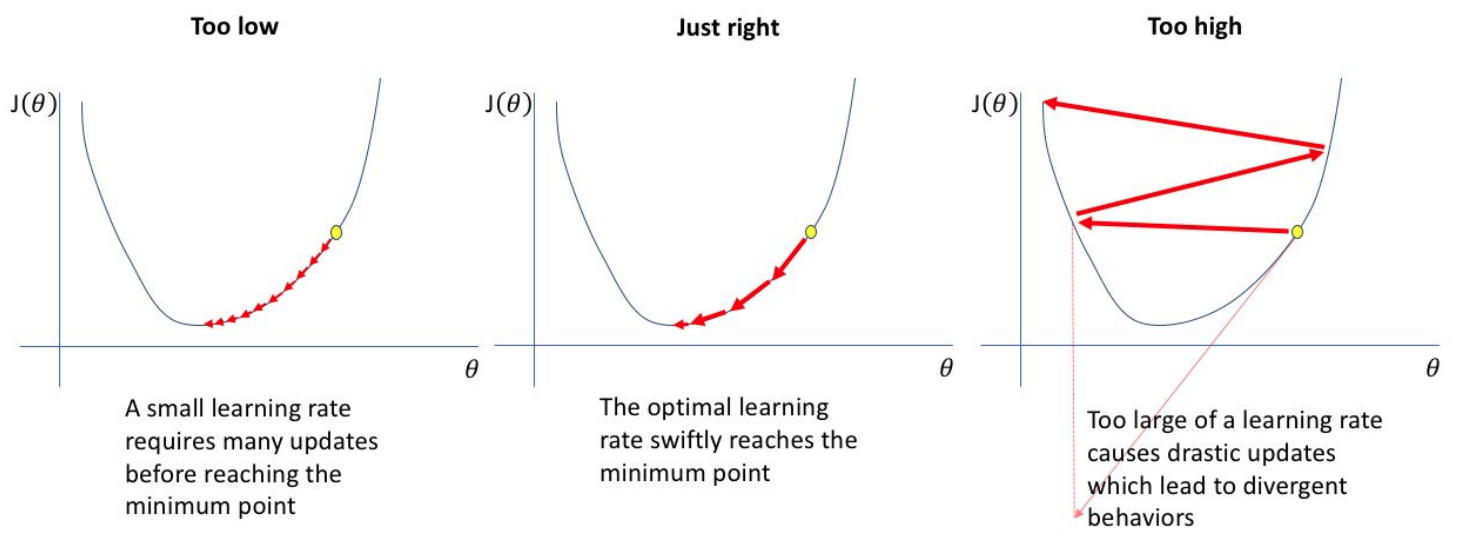 Too low
J(θ)
θ
A small learning rate
requires many updates
before reaching the
minimum point
Just right
J(θ)
θ
The optimal learning
rate swiftly reaches the
minimum point
Too high
J(θ)
θ
Too large of a learning rate
causes drastic updates
which lead to divergent
behaviors